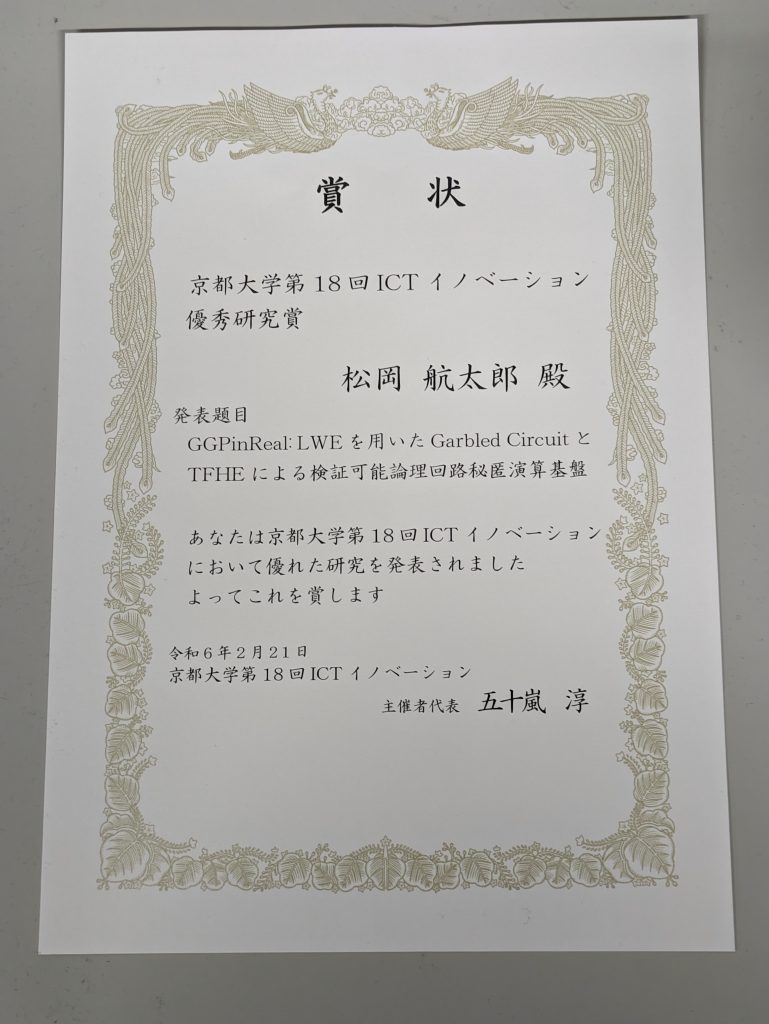 賞状
京都大学第18回ICTイノベーション
優秀研究賞
松岡 航太郎 殿
発表題目
GGPinReal: LWEを用いたGarbled Circuitと
TFHEによる検証可能論理回路秘匿演算基盤
あなたは京都大学第18回ICTイノベーション
において優れた研究を発表されました
よってこれを賞します
令和6年2月21日
京都大学第18回ICTイノベーション
主催者代表 五十嵐 淳